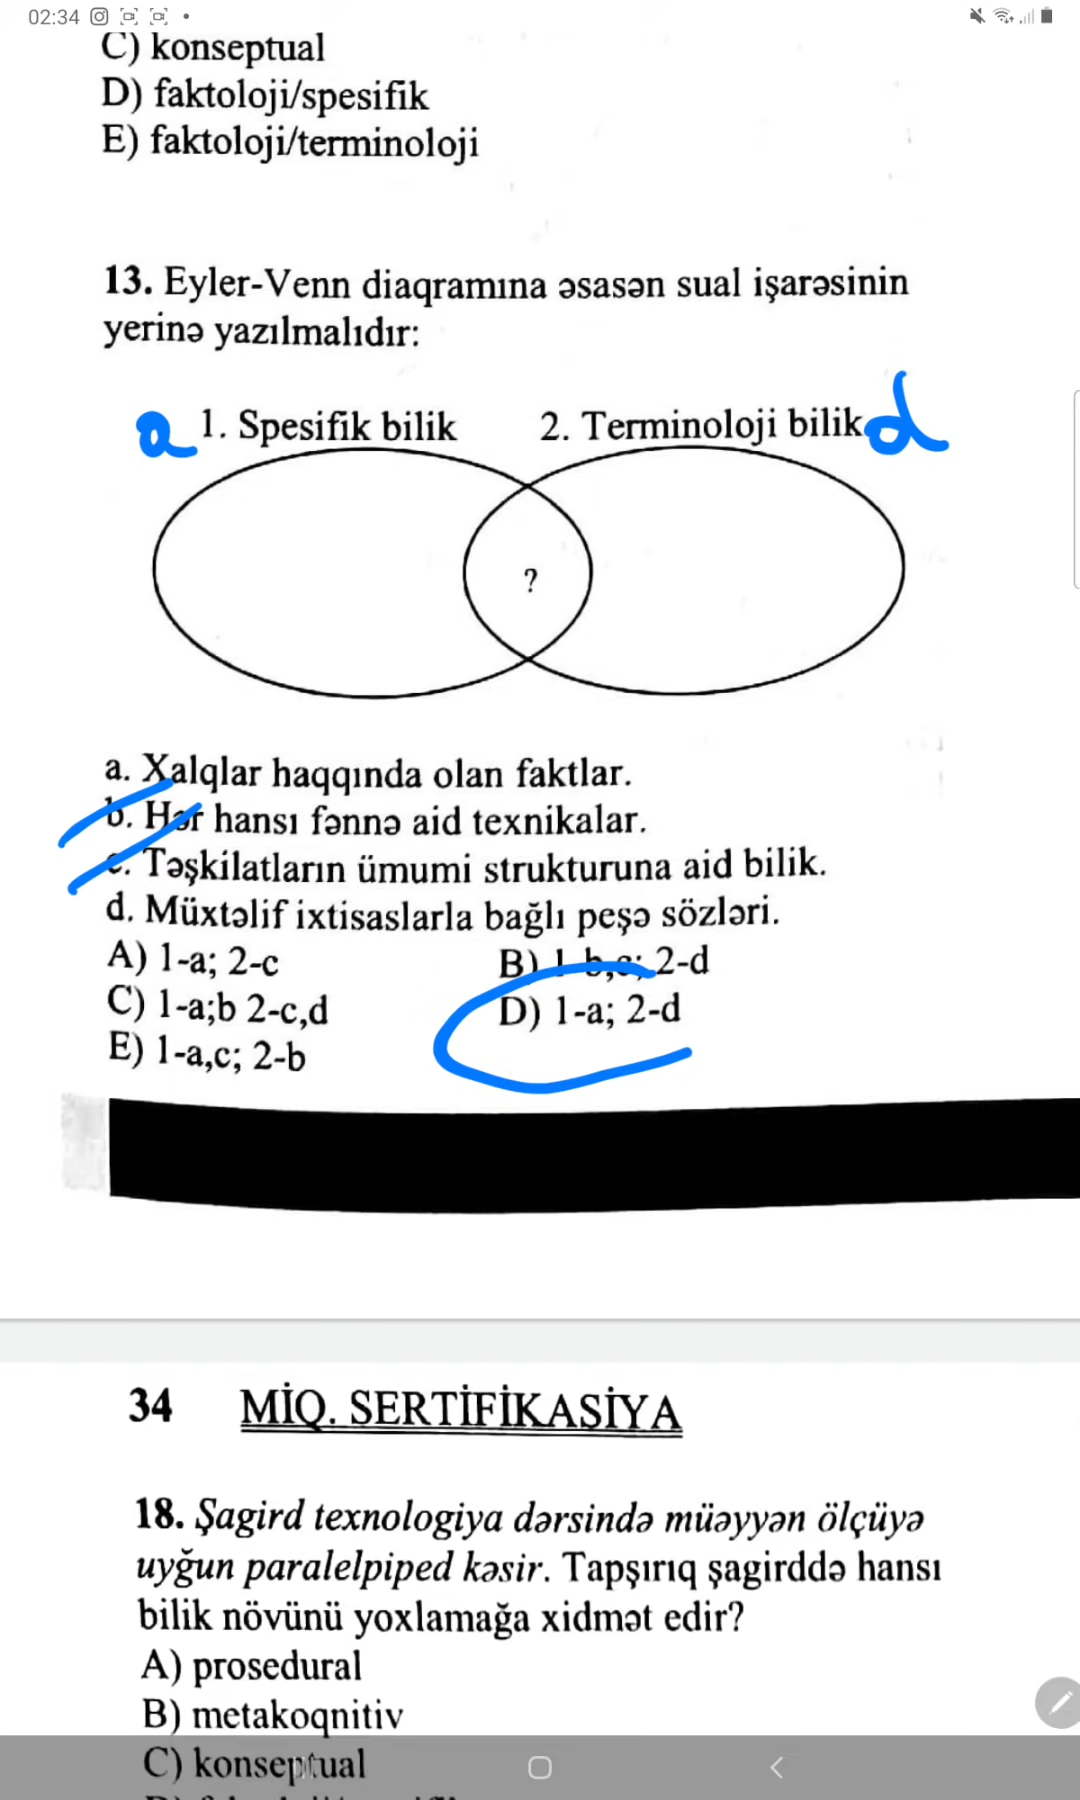 02:34
C) konseptual
D) faktoloji/spesifik
E) faktoloji/terminoloji
13. Eyler-Venn diaqramına əsasən sual işarəsinin
yerinə yazılmalıdır:
a 1. Spesifik bilik 2. Terminoloji bilik d
?
a. Xalqlar haqqında olan faktlar.
b. Hər hansı fənnə aid texnikalar.
c. Təşkilatların ümumi strukturuna aid bilik.
d. Müxtəlif ixtisaslarla bağlı peşə sözləri.
A) 1-a; 2-c B) 1-b,c; 2-d
C) 1-a;b 2-c,d D) 1-a; 2-d
E) 1-a,c; 2-b
34 MİQ. SERTİFİKASİYA
18. Şagird texnologiya dərsində müəyyən ölçüyə
uyğun paralelpiped kəsir. Tapşırıq şagirddə hansı
bilik növünü yoxlamağa xidmət edir?
A) prosedural
B) metakoqnitiv
C) konseptual